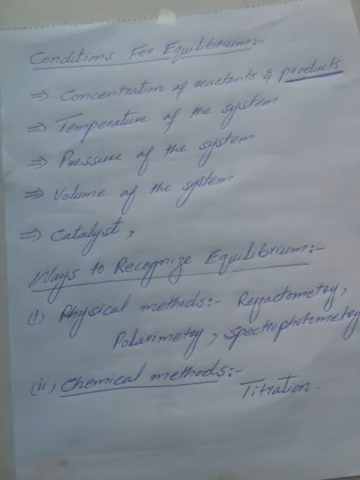 Conditions For Equilibrium:-
⇒ Concentration of reactants & products
⇒ Temperature of the system
⇒ Pressure of the system
⇒ Volume of the system
⇒ Catalyst,
Ways to Recognize Equilibrium:-
(i) Physical methods:- Refractometry,
Polarimetry, Spectrophotometry
(ii) Chemical methods:-
Titration.